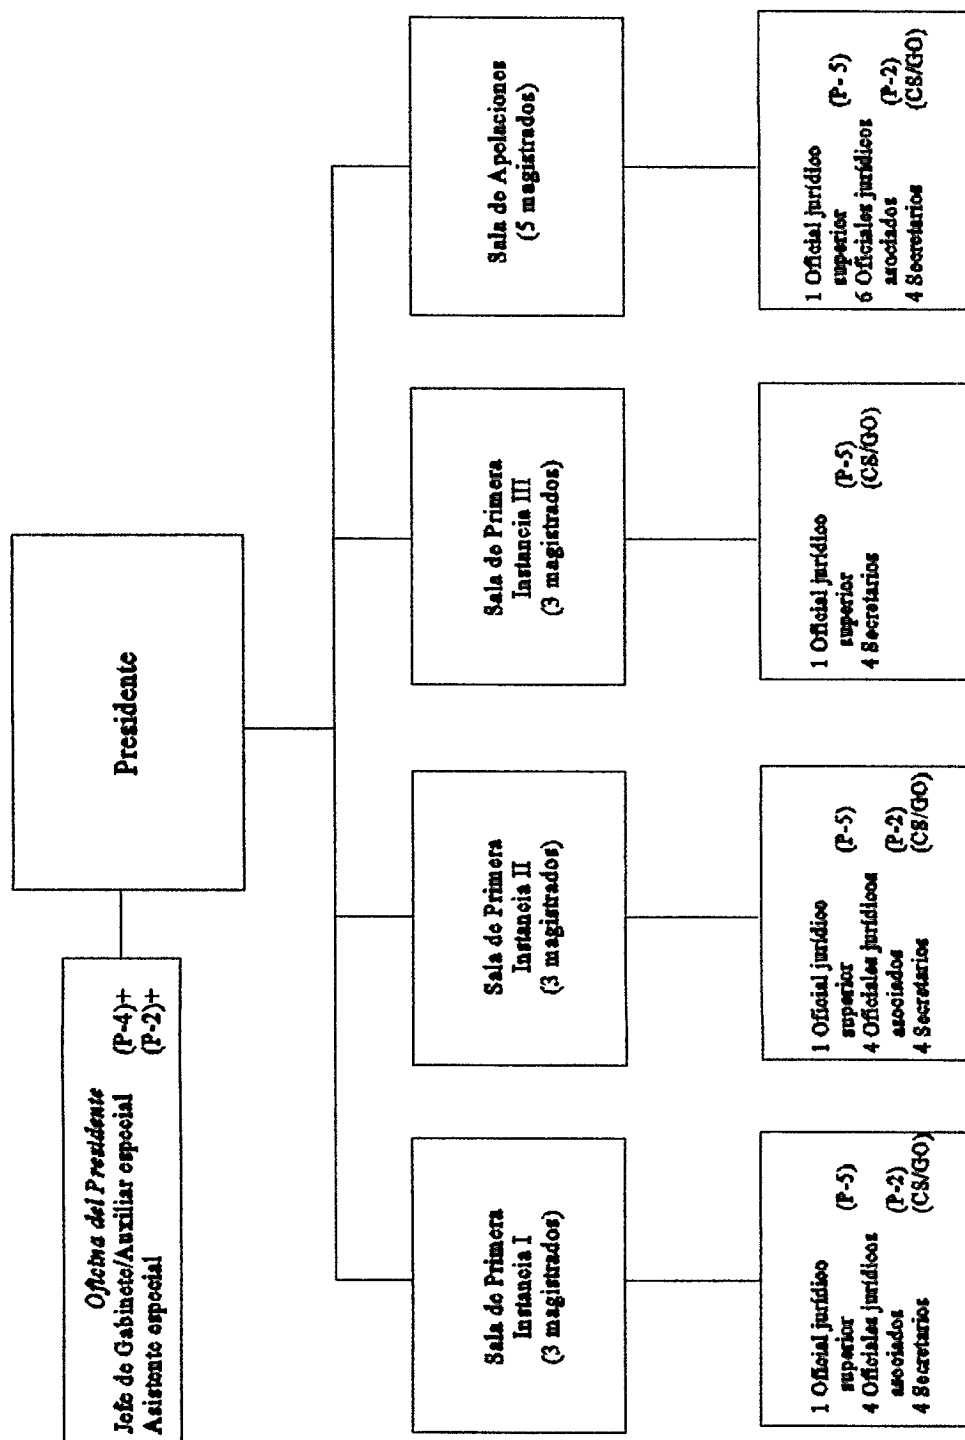 Presidente
Oficina del Presidente
Jefe de Gabinete/Auxiliar especial (P-4)+
Asistente especial (P-2)+
Sala de Primera
Instancia I
(3 magistrados)
Sala de Primera
Instancia II
(3 magistrados)
Sala de Primera
Instancia III
(3 magistrados)
Sala de Apelaciones
(5 magistrados)
1 Oficial jurídico
superior (P-5)
4 Oficiales jurídicos
asociados (P-2)
4 Secretarios (CS/GO)
1 Oficial jurídico
superior (P-5)
4 Oficiales jurídicos
asociados (P-2)
4 Secretarios (CS/GO)
1 Oficial jurídico
superior (P-5)
4 Secretarios (CS/GO)
1 Oficial jurídico
superior (P-5)
6 Oficiales jurídicos
asociados (P-2)
4 Secretarios (CS/GO)